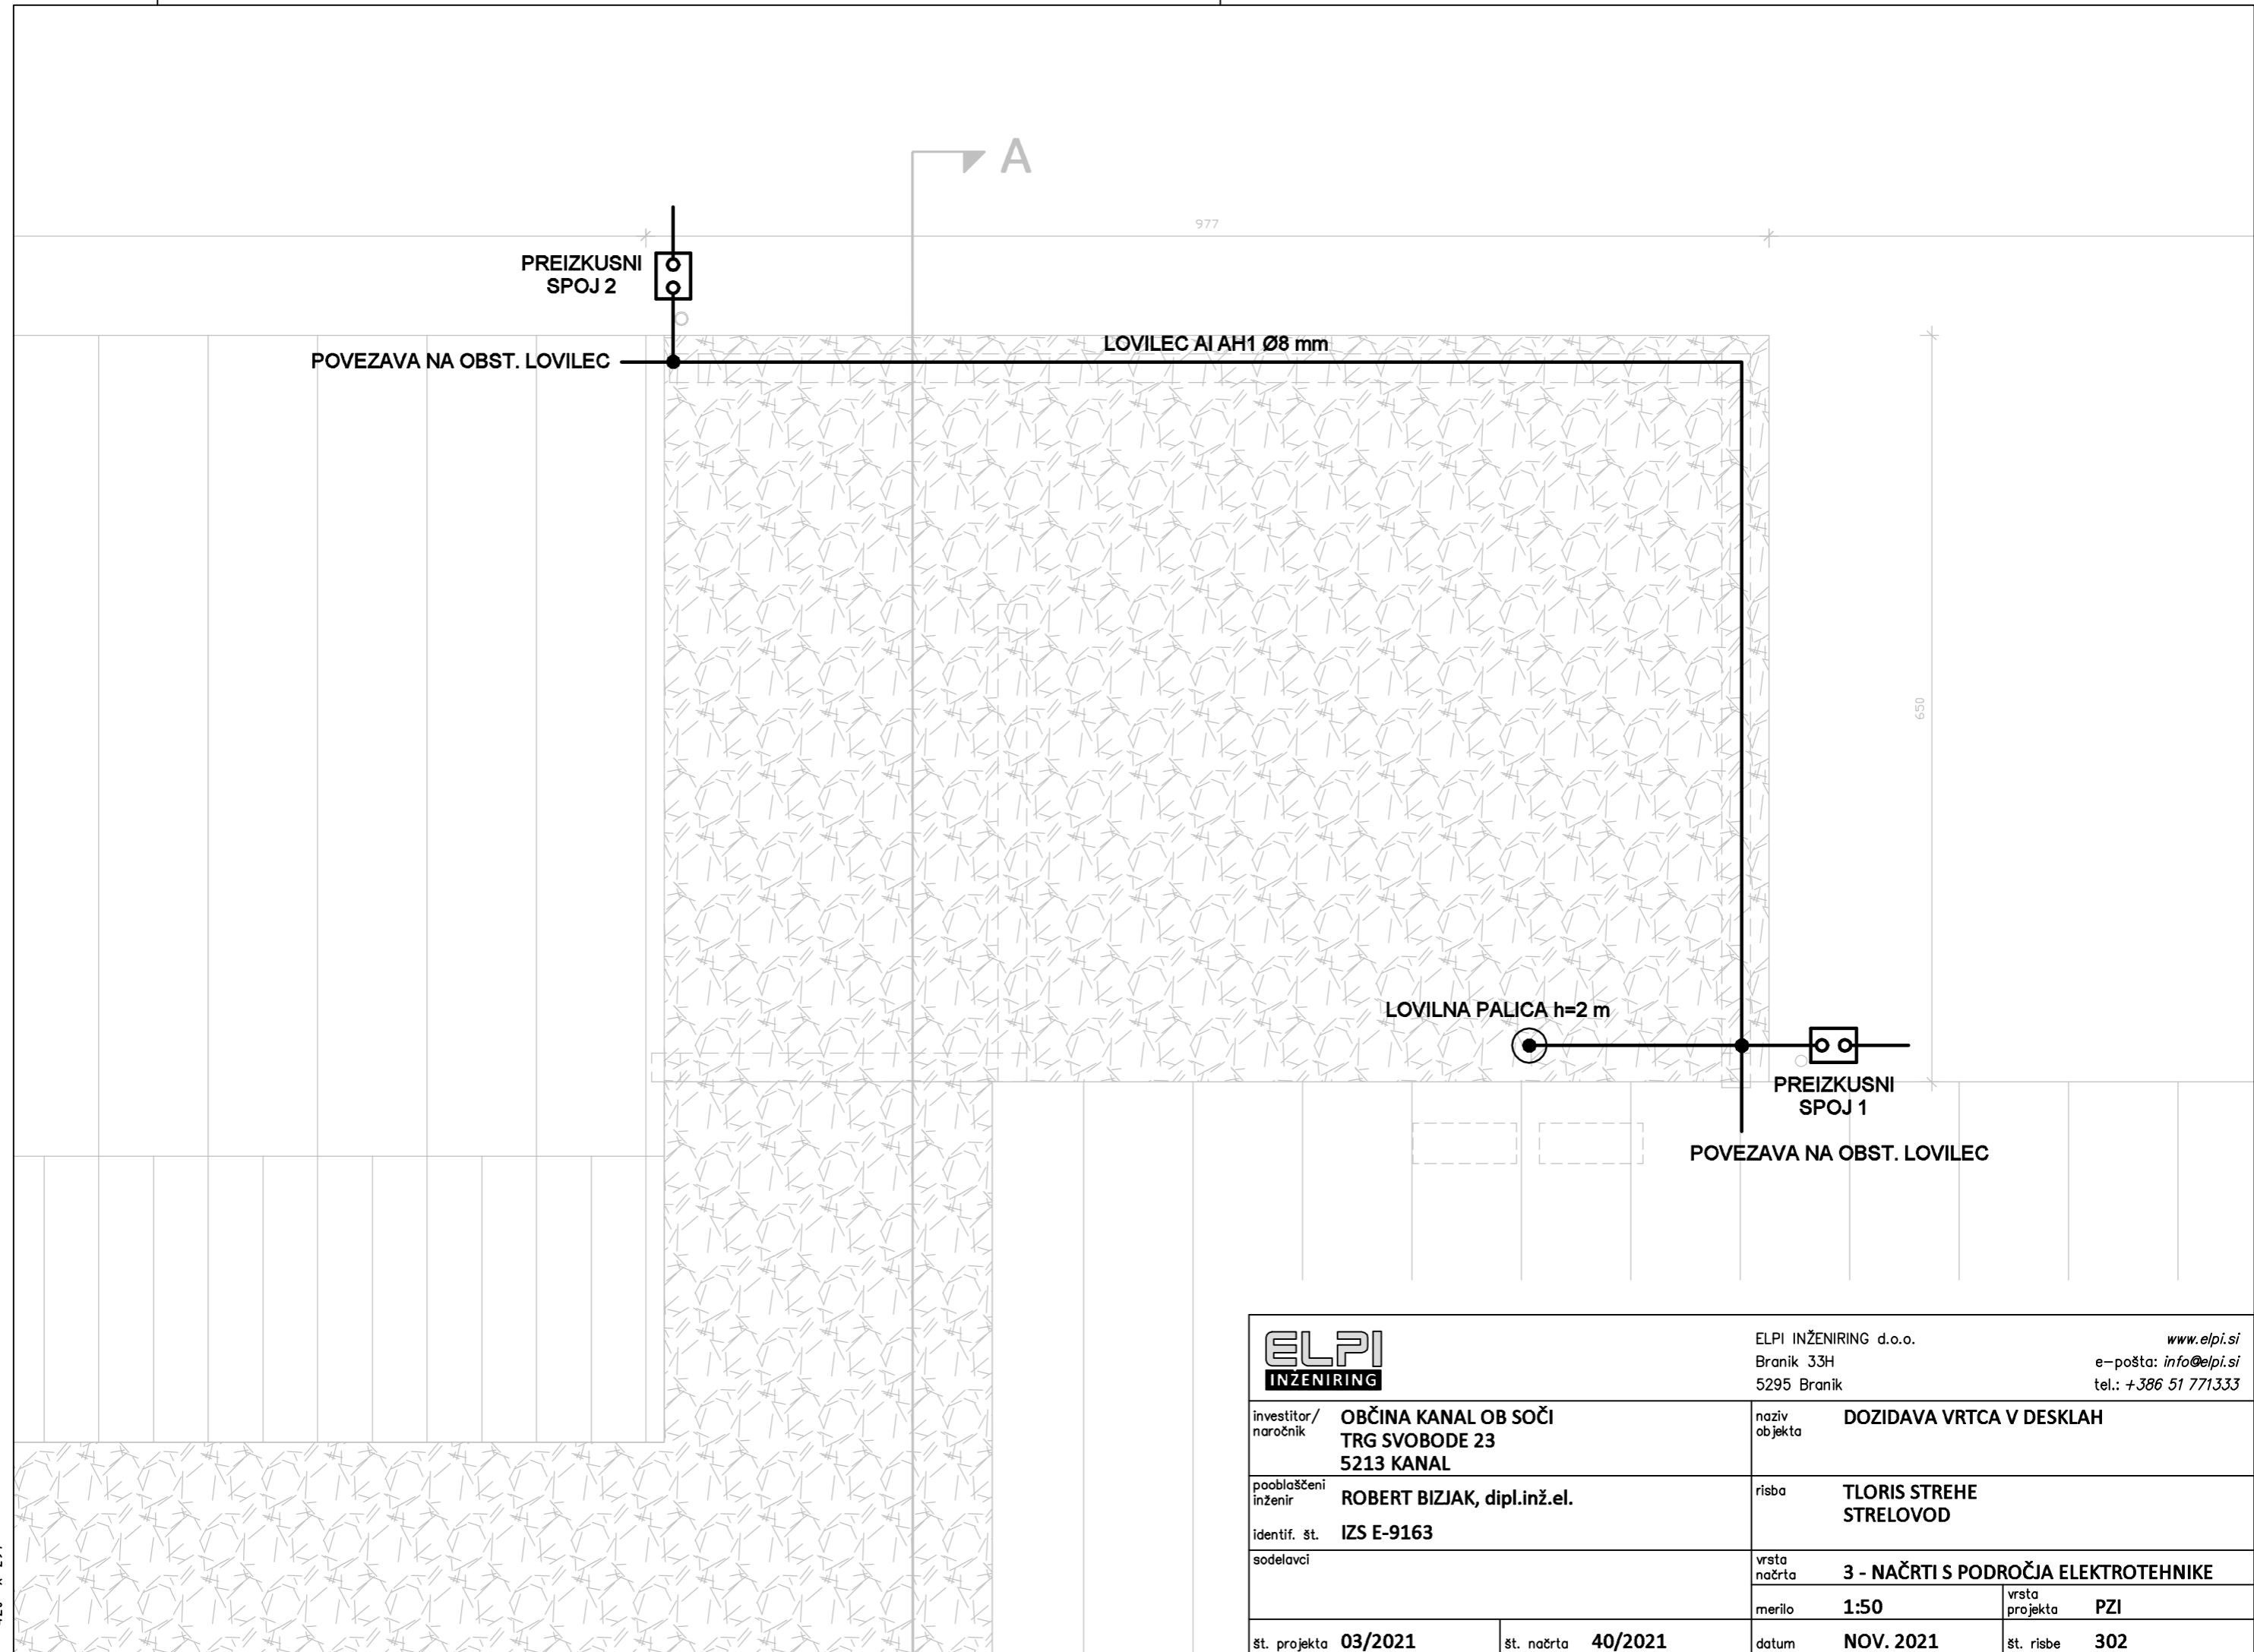 A
977
PREIZKUSNI
SPOJ 2
POVEZAVA NA OBST. LOVILEC
LOVILEC Al AH1 Ø8 mm
650
LOVILNA PALICA h=2 m
PREIZKUSNI
SPOJ 1
POVEZAVA NA OBST. LOVILEC
ELPI
INŽENIRING
ELPI INŽENIRING d.o.o.
Branik 33H
5295 Branik
www.elpi.si
e-pošta: info@elpi.si
tel.: +386 51 771333
investitor/
naročnik
OBČINA KANAL OB SOČI
TRG SVOBODE 23
5213 KANAL
naziv
objekta
DOZIDAVA VRTCA V DESKLAH
pooblaščeni
inženir
ROBERT BIZJAK, dipl.inž.el.
identif. št. IZS E-9163
risba
TLORIS STREHE
STRELOVOD
sodelavci
vrsta
načrta
3 - NAČRTI S PODROČJA ELEKTROTEHNIKE
merilo 1:50
vrsta
projekta
PZI
št. projekta 03/2021
št. načrta 40/2021
datum NOV. 2021
št. risbe 302